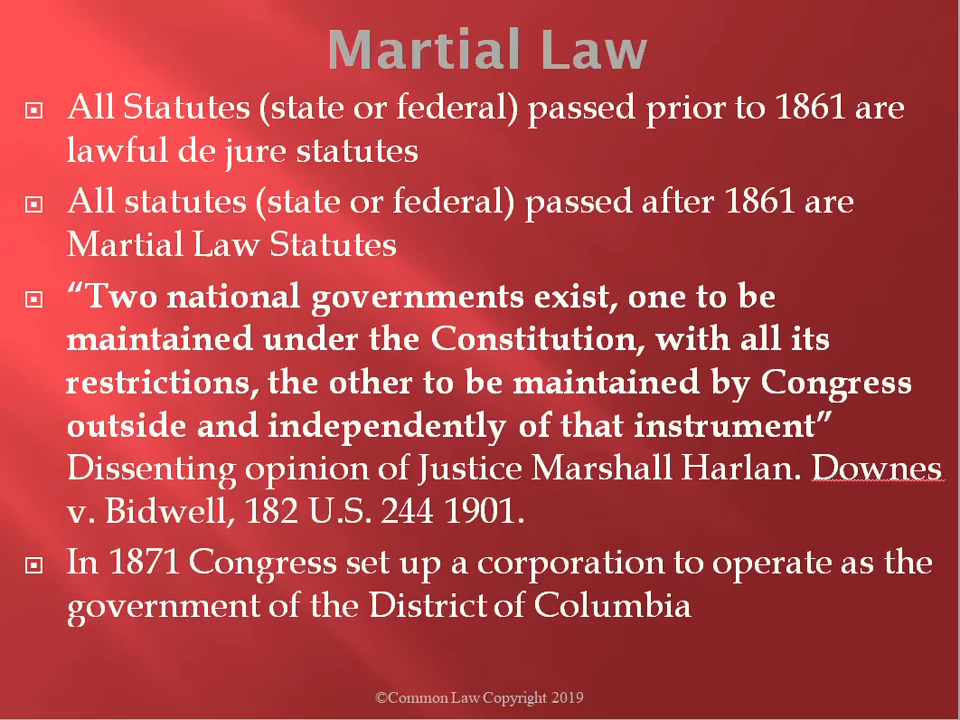 Martial Law
All Statutes (state or federal) passed prior to 1861 are
lawful de jure statutes
All statutes (state or federal) passed after 1861 are
Martial Law Statutes
“Two national governments exist, one to be
maintained under the Constitution, with all its
restrictions, the other to be maintained by Congress
outside and independently of that instrument”
Dissenting opinion of Justice Marshall Harlan. Downes
v. Bidwell, 182 U.S. 244 1901.
In 1871 Congress set up a corporation to operate as the
government of the District of Columbia
©Common Law Copyright 2019